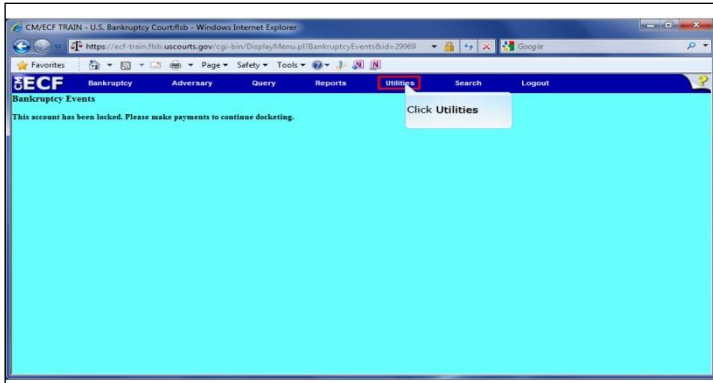 CM/ECF TRAIN - U.S. Bankruptcy Court:flsb - Windows Internet Explorer
https://ecf-train.flsb.uscourts.gov/cgi-bin/DisplayMenu.pl?BankruptcyEvents&id=29969 Google
Favorites Page Safety Tools
ECF Bankruptcy Adversary Query Reports Utilities Search Logout ?
Bankruptcy Events
Click Utilities
This account has been locked. Please make payments to continue docketing.